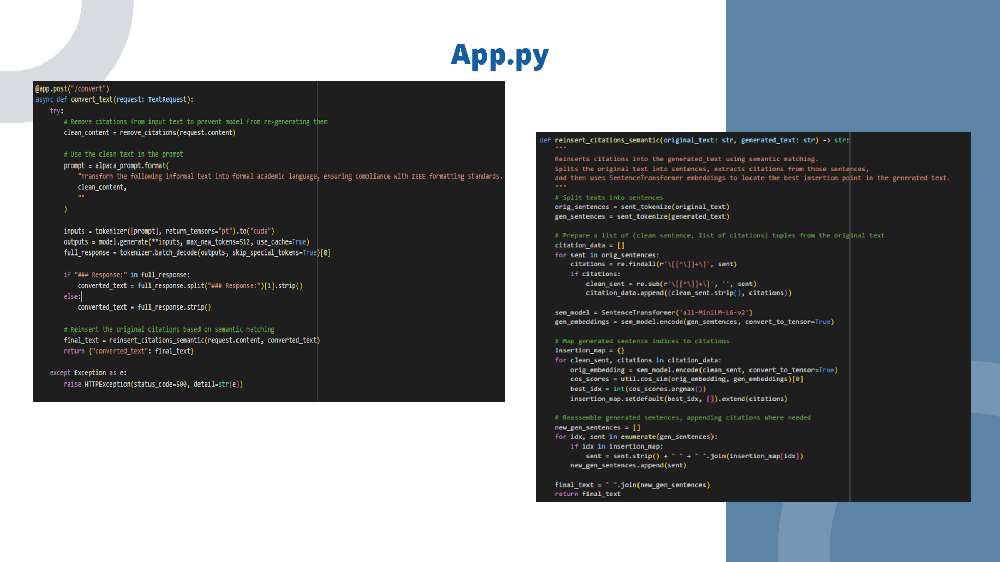 App.py
@app.post("/convert")
async def convert_text(request: TextRequest):
    try:
        # Remove citations from input text to prevent model from re-generating them
        clean_content = remove_citations(request.content)

        # Use the clean text in the prompt
        prompt = alpaca_prompt.format(
            "Transform the following informal text into formal academic language, ensuring compliance with IEEE formatting standards.
            clean_content,
            ""
        )

        inputs = tokenizer([prompt], return_tensors="pt").to("cuda")
        outputs = model.generate(**inputs, max_new_tokens=512, use_cache=True)
        full_response = tokenizer.batch_decode(outputs, skip_special_tokens=True)[0]

        if "### Response:" in full_response:
            converted_text = full_response.split("### Response:")[1].strip()
        else:
            converted_text = full_response.strip()

        # Reinsert the original citations based on semantic matching
        final_text = reinsert_citations_semantic(request.content, converted_text)
        return {"converted_text": final_text}

    except Exception as e:
        raise HTTPException(status_code=500, detail=str(e))
def reinsert_citations_semantic(original_text: str, generated_text: str) -> str:
    """
    Reinserts citations into the generated_text using semantic matching.
    Splits the original text into sentences, extracts citations from those sentences,
    and then uses SentenceTransformer embeddings to locate the best insertion point in the generated text.
    """
    # Split texts into sentences
    orig_sentences = sent_tokenize(original_text)
    gen_sentences = sent_tokenize(generated_text)

    # Prepare a list of (clean sentence, list of citations) tuples from the original text
    citation_data = []
    for sent in orig_sentences:
        citations = re.findall(r'\[[^\]]+\]', sent)
        if citations:
            clean_sent = re.sub(r'\[[^\]]+\]', '', sent)
            citation_data.append((clean_sent.strip(), citations))

    sem_model = SentenceTransformer('all-MiniLM-L6-v2')
    gen_embeddings = sem_model.encode(gen_sentences, convert_to_tensor=True)

    # Map generated sentence indices to citations
    insertion_map = {}
    for clean_sent, citations in citation_data:
        orig_embedding = sem_model.encode(clean_sent, convert_to_tensor=True)
        cos_scores = util.cos_sim(orig_embedding, gen_embeddings)[0]
        best_idx = int(cos_scores.argmax())
        insertion_map.setdefault(best_idx, []).extend(citations)

    # Reassemble generated sentences, appending citations where needed
    new_gen_sentences = []
    for idx, sent in enumerate(gen_sentences):
        if idx in insertion_map:
            sent = sent.strip() + " " + " ".join(insertion_map[idx])
        new_gen_sentences.append(sent)

    final_text = " ".join(new_gen_sentences)
    return final_text